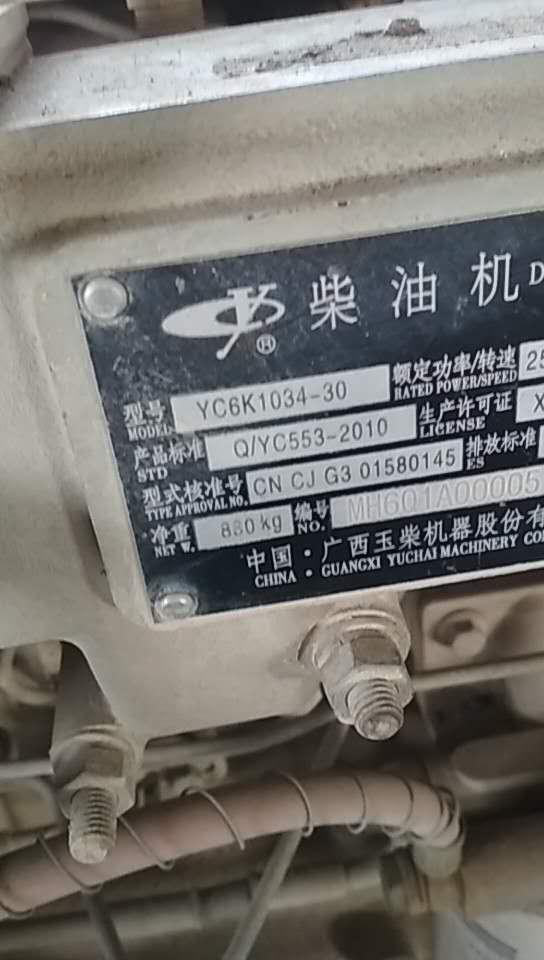 柴油机 D
型号 YC6K1034-30 额定功率/转速 25
MODEL RATED POWER/SPEED
产品标准 Q/YC553-2010 生产许可证 X
STD LICENSE
型式核准号 CN CJ G3 01580145 排放标准
TYPE APPROVAL NO. ES
净重 880 kg 编号 MH6Q1A00005
NET W. NO.
中国·广西玉柴机器股份有
CHINA · GUANGXI YUCHAI MACHINERY CO